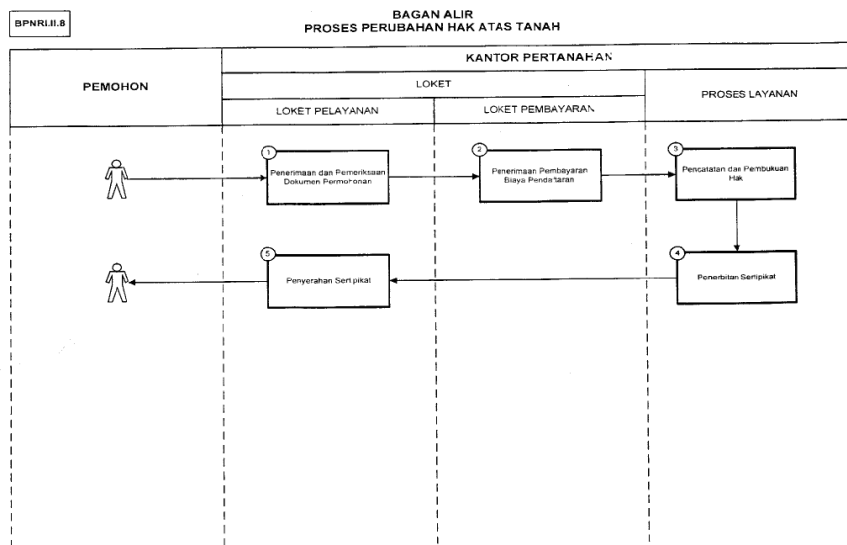 BPNRI.II.8
BAGAN ALIR
PROSES PERUBAHAN HAK ATAS TANAH
PEMOHON
KANTOR PERTANAHAN
LOKET
PROSES LAYANAN
LOKET PELAYANAN
LOKET PEMBAYARAN
1
Penerimaan dan Pemeriksaan
Dokumen Permohonan
2
Penerimaan Pembayaran
Biaya Pendaftaran
3
Pencatatan dan Pembukuan
Hak
5
Penyerahan Sertipikat
4
Penerbitan Sertipikat